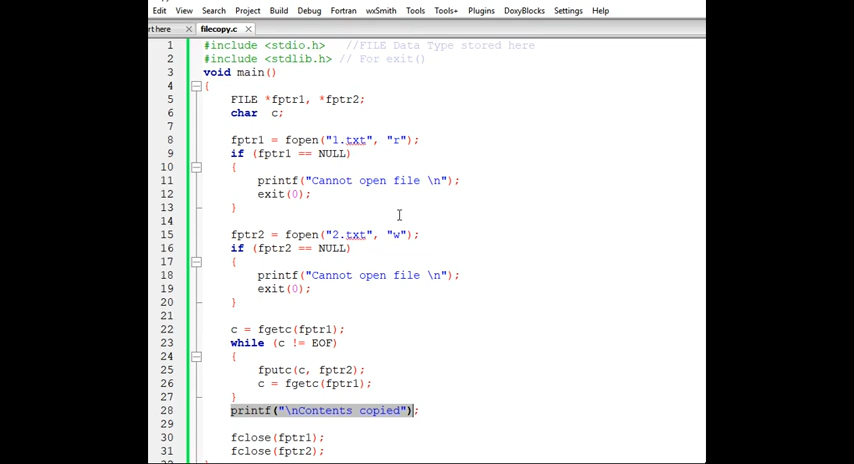 Edit View Search Project Build Debug Fortran wxSmith Tools Tools+ Plugins DoxyBlocks Settings Help
rt here filecopy.c
1 #include <stdio.h> //FILE Data Type stored here
2 #include <stdlib.h> // For exit()
3 void main()
4 {
5 FILE *fptr1, *fptr2;
6 char c;
7
8 fptr1 = fopen("1.txt", "r");
9 if (fptr1 == NULL)
10 {
11 printf("Cannot open file \n");
12 exit(0);
13 }
14
15 fptr2 = fopen("2.txt", "w");
16 if (fptr2 == NULL)
17 {
18 printf("Cannot open file \n");
19 exit(0);
20 }
21
22 c = fgetc(fptr1);
23 while (c != EOF)
24 {
25 fputc(c, fptr2);
26 c = fgetc(fptr1);
27 }
28 printf("\nContents copied");
29
30 fclose(fptr1);
31 fclose(fptr2);